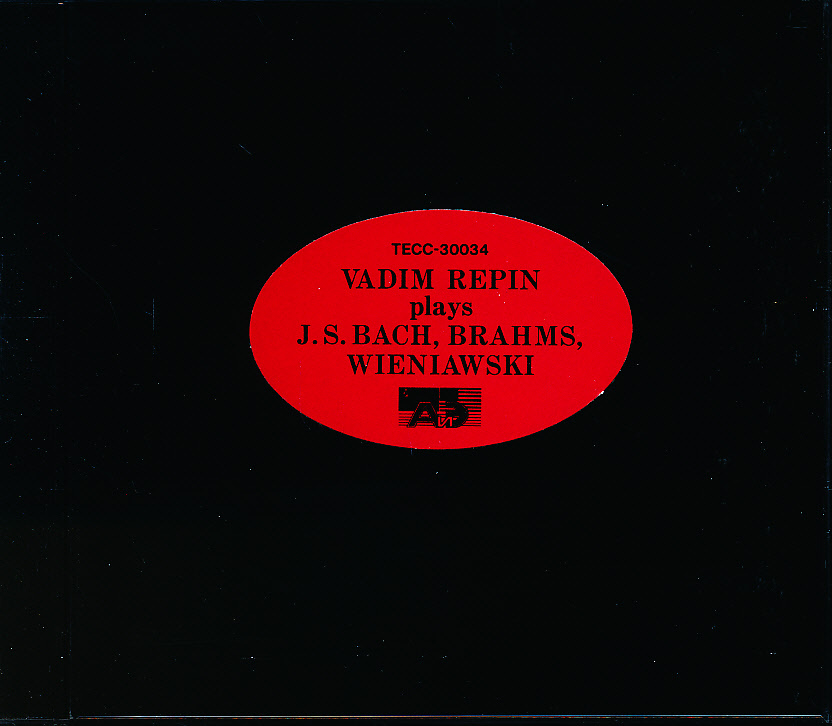 TECC-30034
VADIM REPIN
plays
J.S. BACH, BRAHMS,
WIENIAWSKI